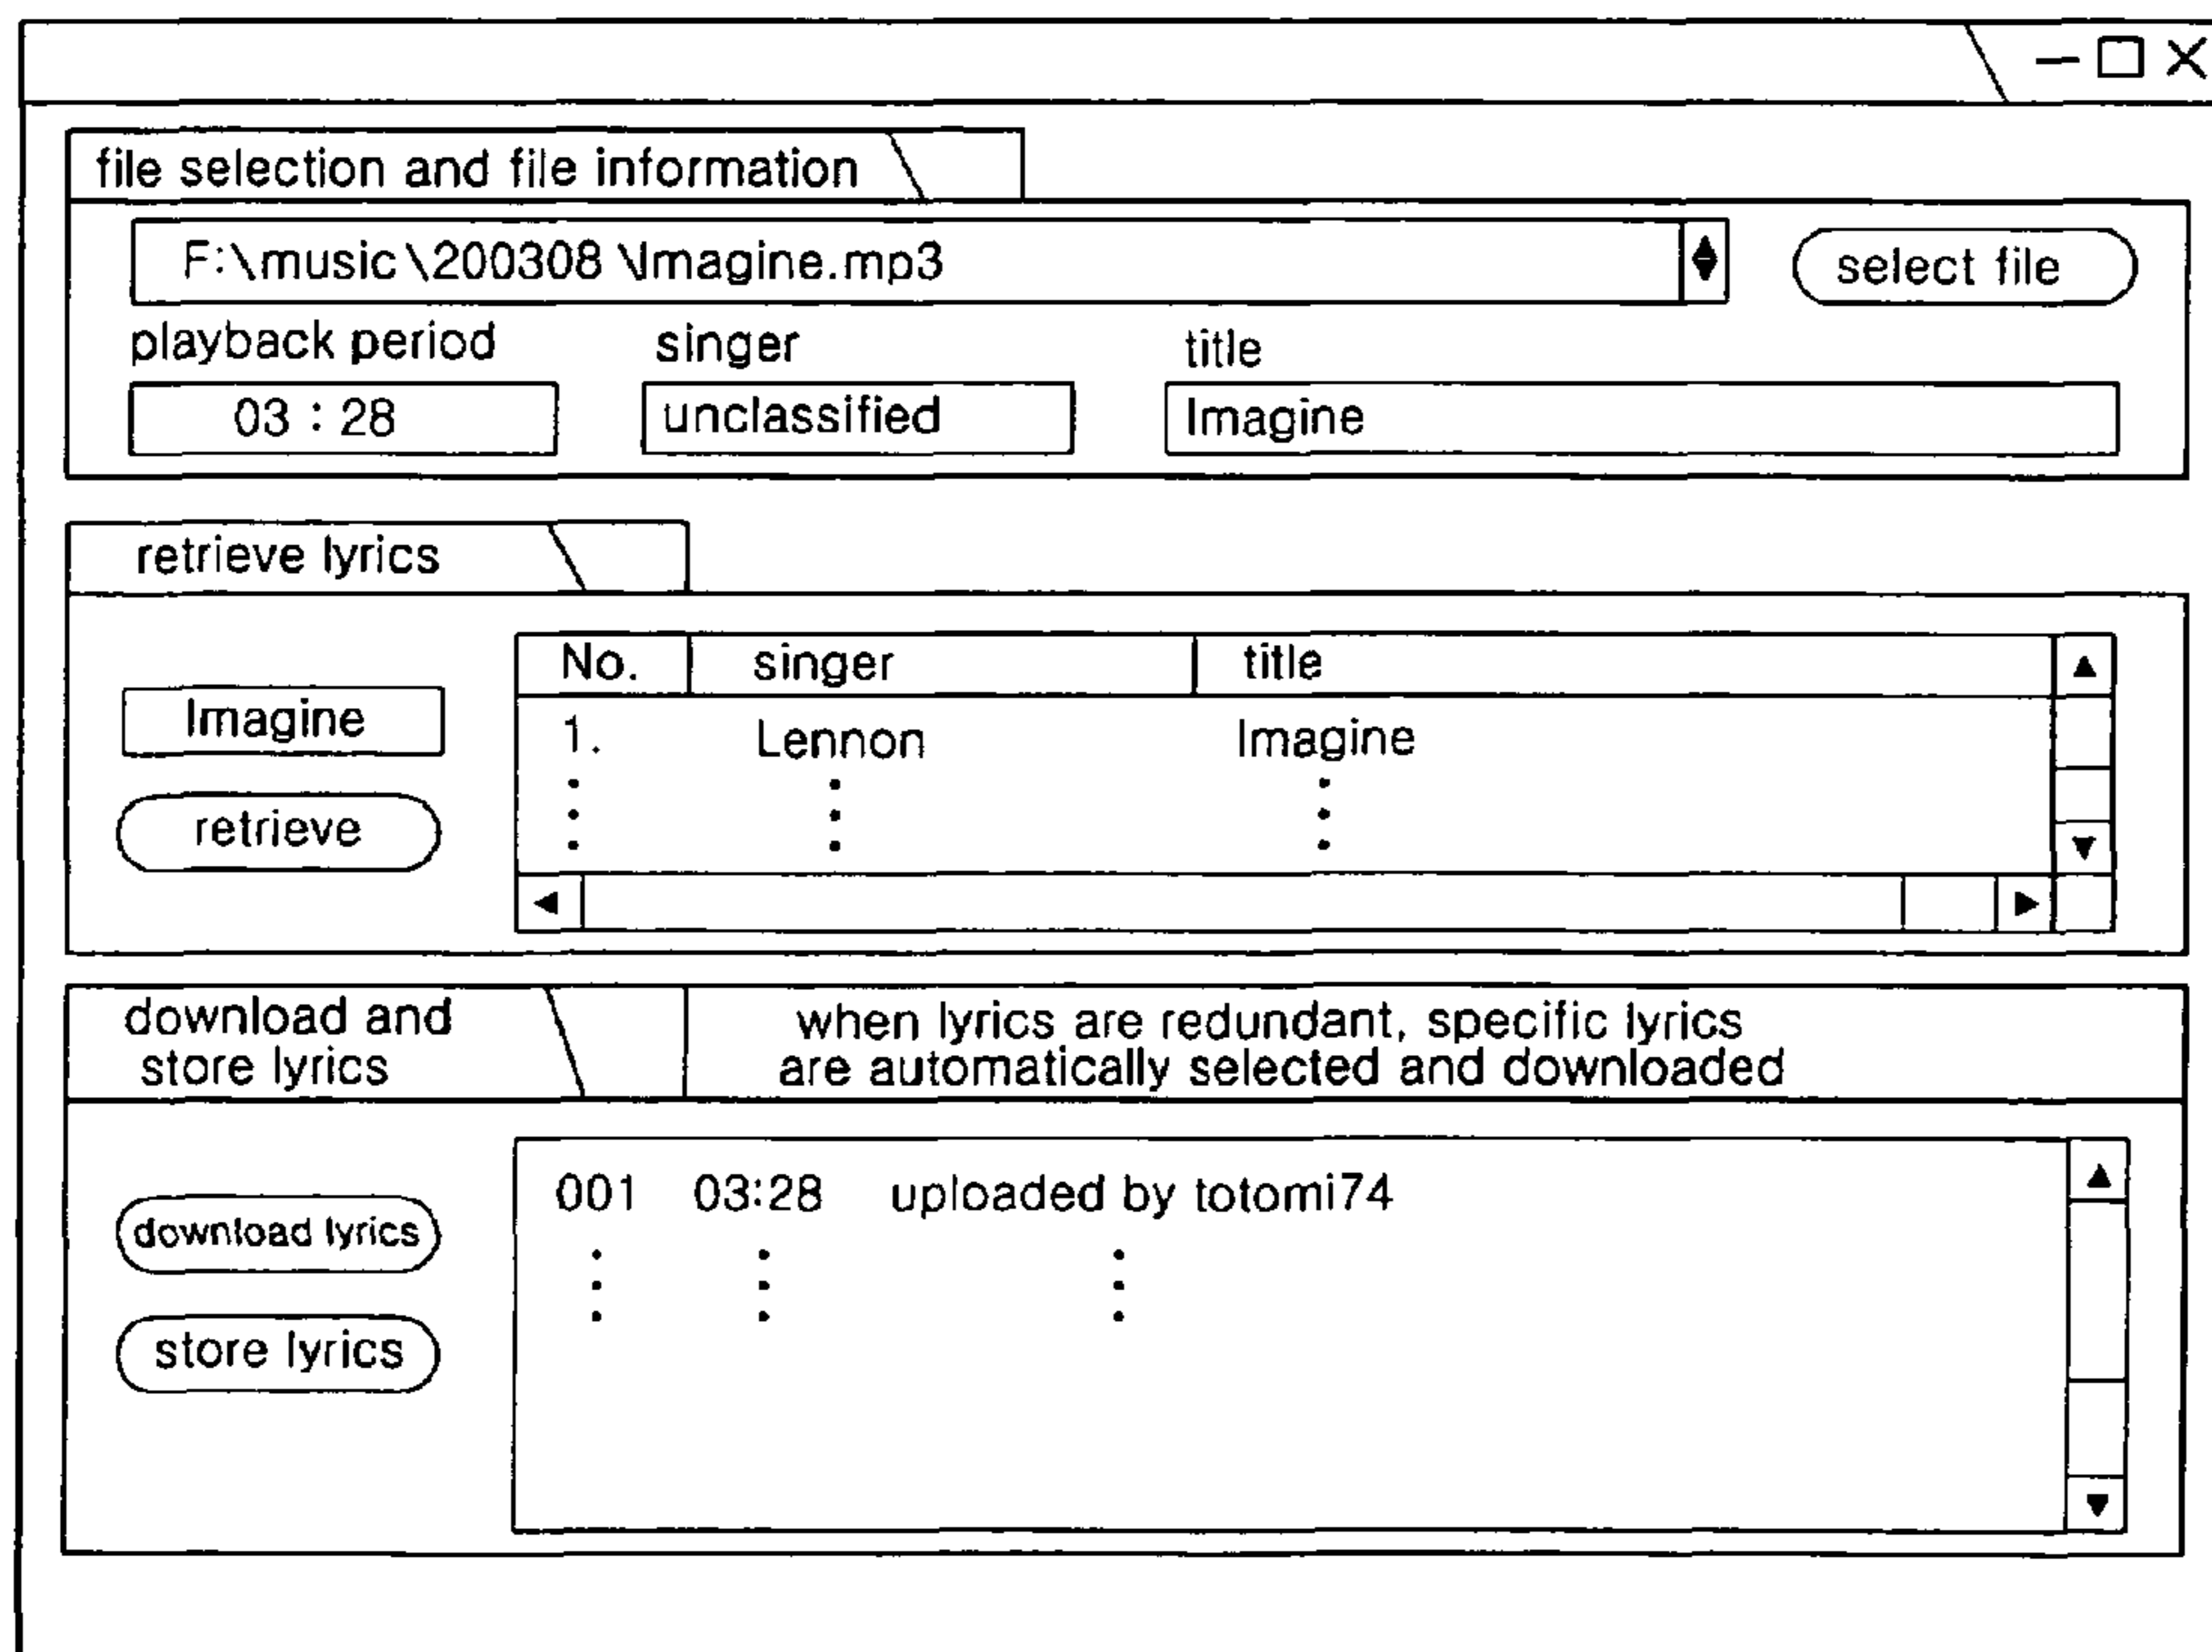 file selection and file information
F:\music\200308\Imagine.mp3
select file
playback period singer title
03 : 28 unclassified Imagine
retrieve lyrics
No. singer title
Imagine
1. Lennon Imagine
retrieve
download and
store lyrics
when lyrics are redundant, specific lyrics
are automatically selected and downloaded
001 03:28 uploaded by totomi74
download lyrics
store lyrics